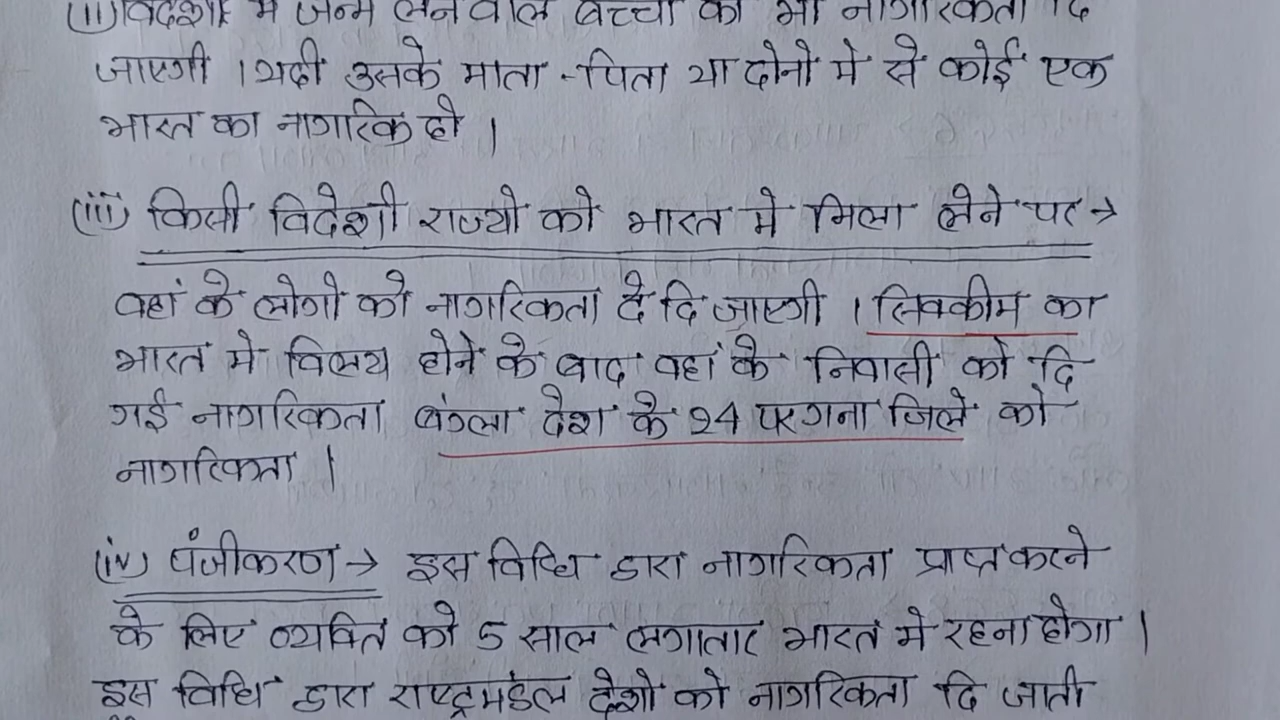 (ii) विदेशी में जन्म लेने वाले बच्चों को भी नागरिकता दि
जाएगी । यदी उसके माता - पिता या दोनो मे से कोई एक
भारत का नागरिक हो ।
(iii) किसी विदेशी राज्यो को भारत मे मिला लेने पर →
वहां के लोगो को नागरिकता दे दि जाएगी । सिक्कीम का
भारत मे विलय होने के बाद वहां के निवासी को दि
गई नागरिकता बंग्ला देश के 24 परगना जिले को
नागरिकता ।
(iv) पंजीकरण → इस विधि द्वारा नागरिकता प्राप्त करने
के लिए व्यक्ति को 5 साल लगातार भारत मे रहना होगा ।
इस विधि द्वारा राष्ट्रमंडल देशो को नागरिकता दि जाती